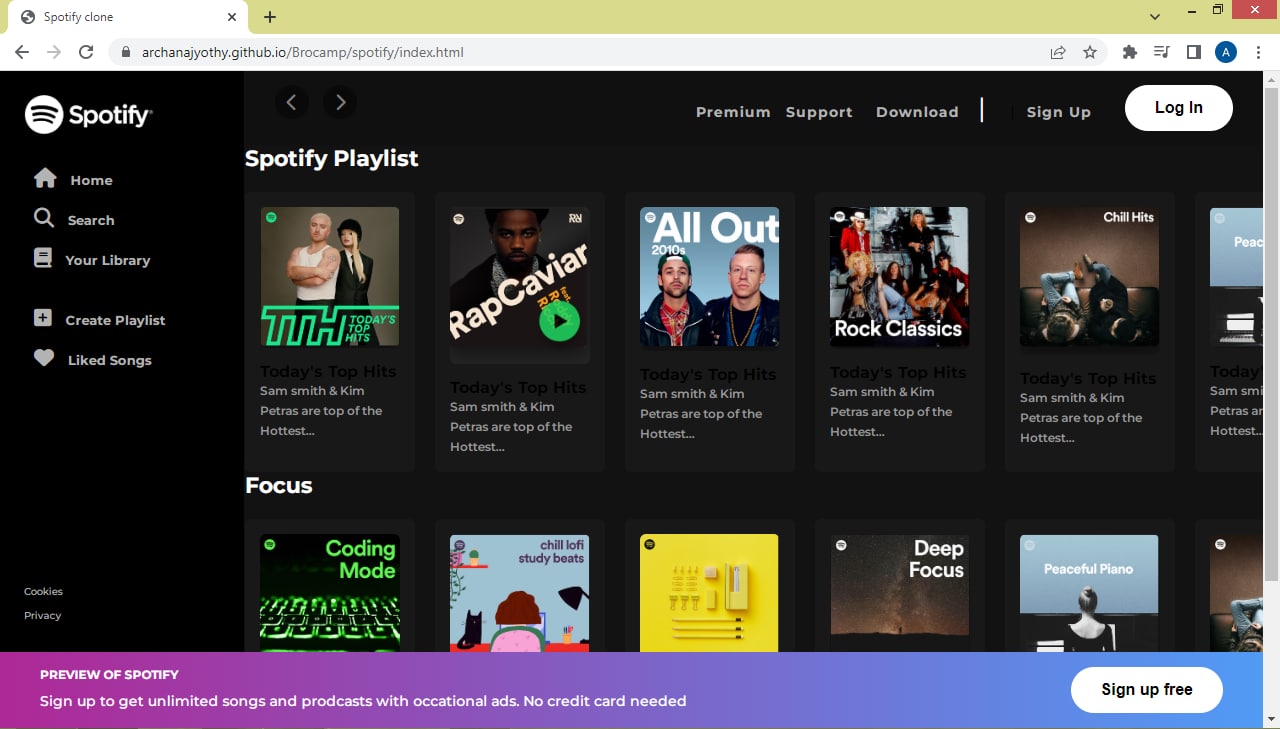 Spotify clone
archanajyothy.github.io/Brocamp/spotify/index.html
A
Spotify
Premium Support Download | Sign Up Log In
Home
Search
Your Library
Create Playlist
Liked Songs
Cookies
Privacy
Spotify Playlist
TTH TODAY'S
TOP
HITS
Today's Top Hits
Sam smith & Kim
Petras are top of the
Hottest...
RapCaviar
Today's Top Hits
Sam smith & Kim
Petras are top of the
Hottest...
All Out
2010s
Today's Top Hits
Sam smith & Kim
Petras are top of the
Hottest...
Rock Classics
Today's Top Hits
Sam smith & Kim
Petras are top of the
Hottest...
Chill Hits
Today's Top Hits
Sam smith & Kim
Petras are top of the
Hottest...
Peac
Today'
Sam smi
Petras ar
Hottest...
Focus
Coding
Mode
chill lofi
study beats
Deep
Focus
Peaceful Piano
PREVIEW OF SPOTIFY
Sign up to get unlimited songs and prodcasts with occational ads. No credit card needed
Sign up free